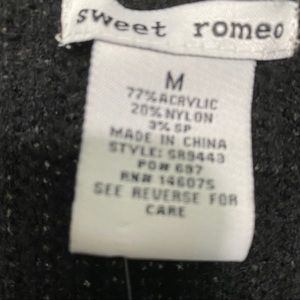 sweet romeo
M
77%ACRYLIC
20%NYLON
3% SP
MADE IN CHINA
STYLE: SR9443
PO# 697
RN# 146075
SEE REVERSE FOR
CARE